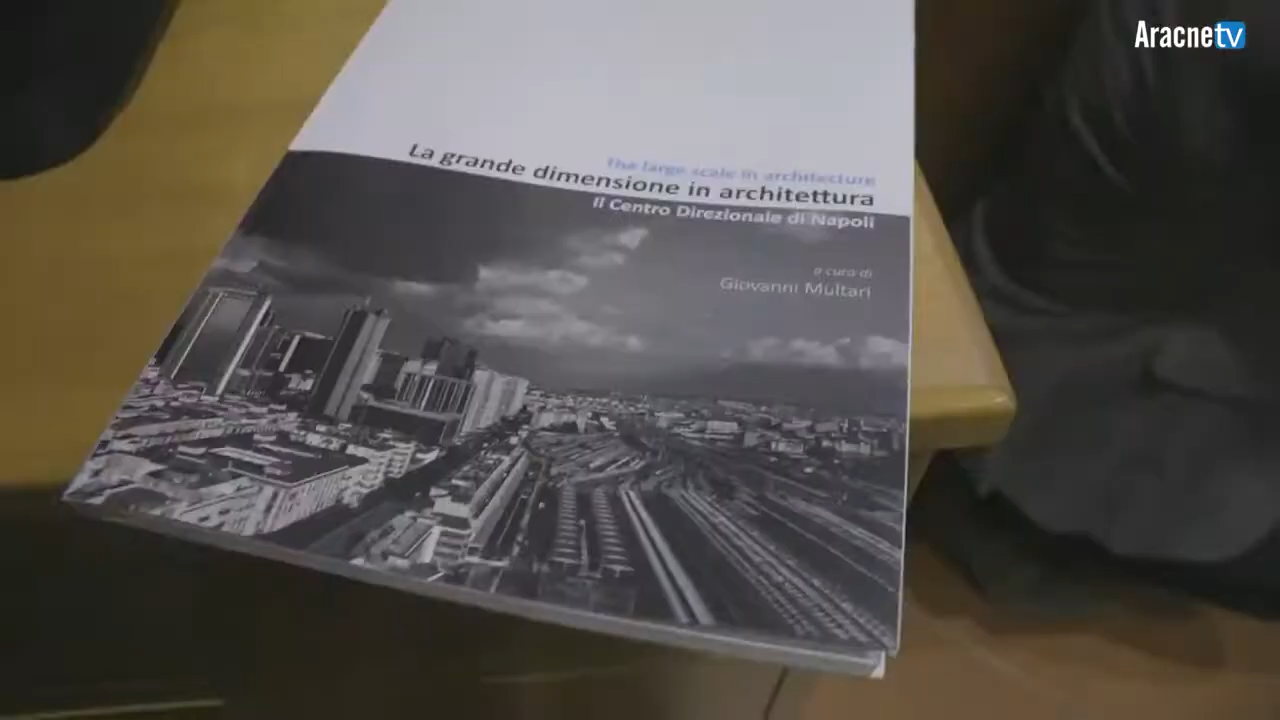 Aracnetv
The large scale in architecture
La grande dimensione in architettura
Il Centro Direzionale di Napoli
a cura di
Giovanni Multari